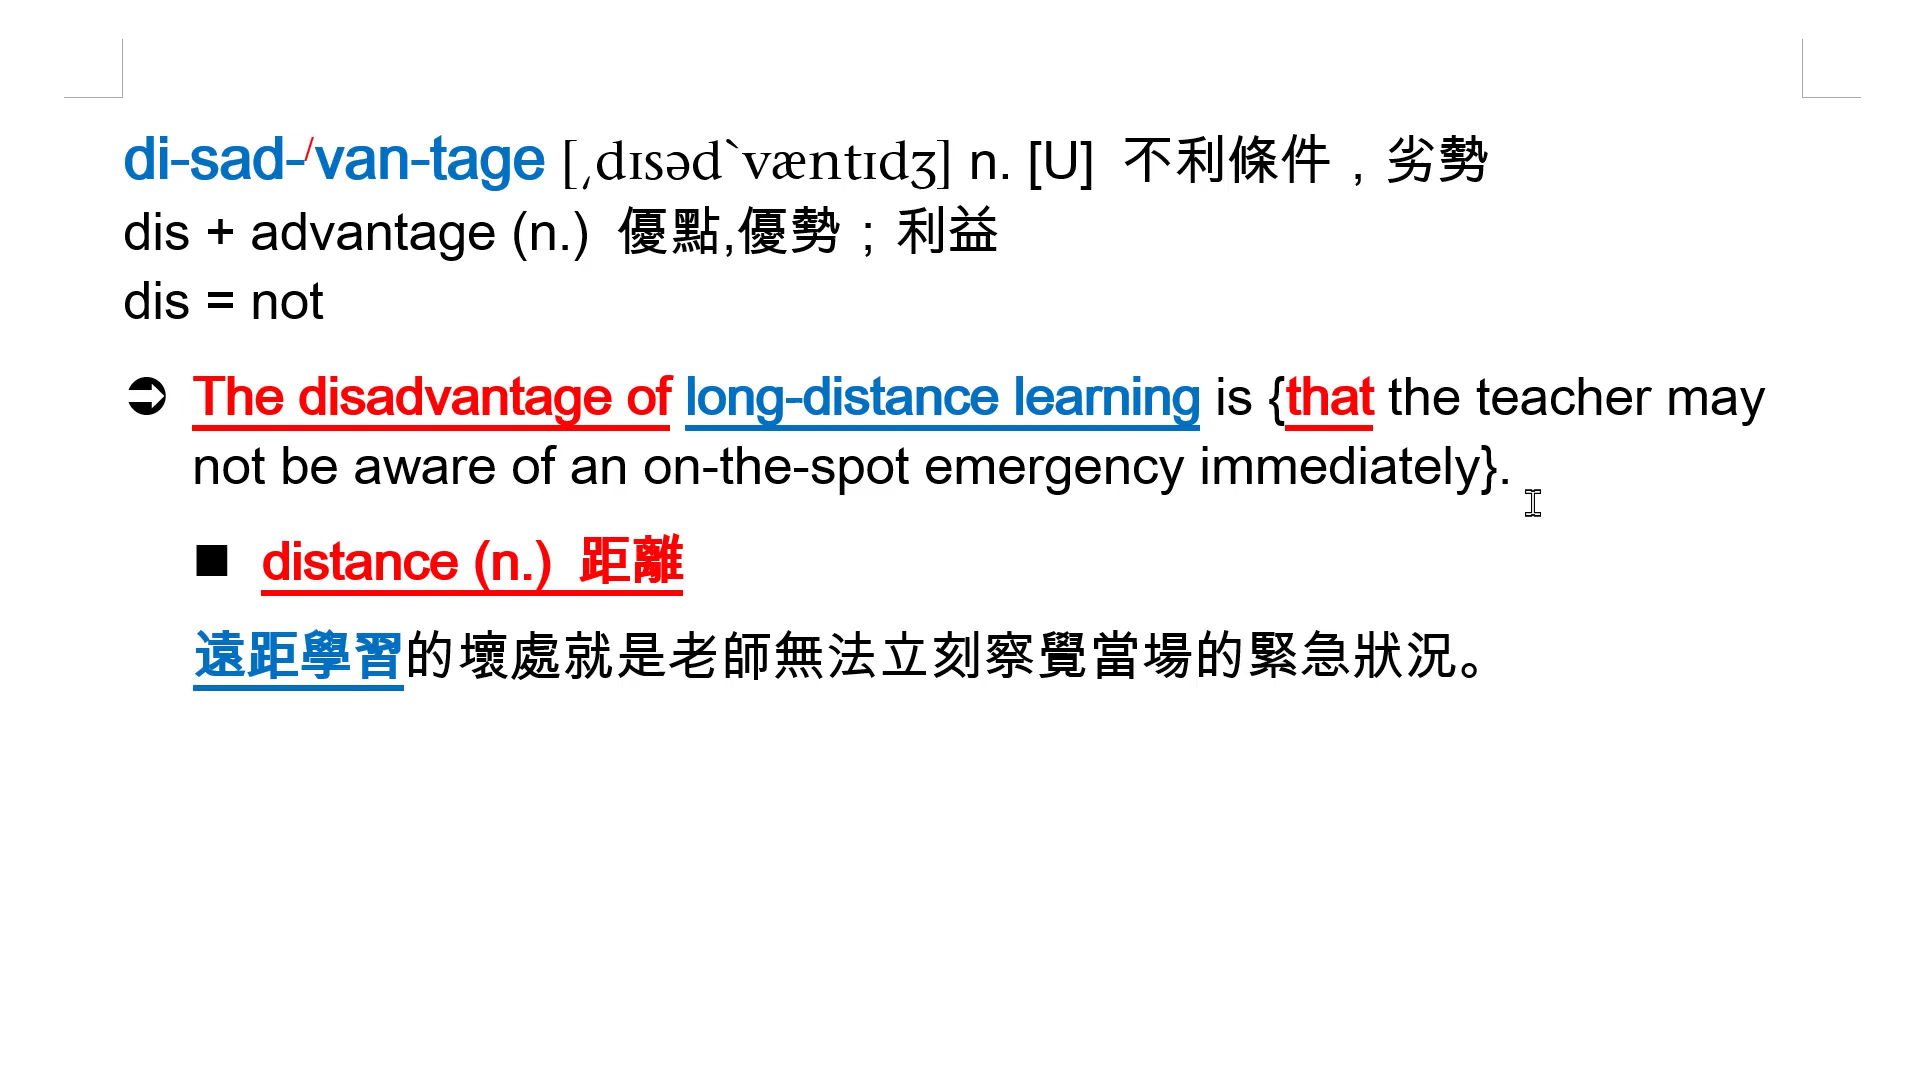 di-sad-/van-tage [ˌdɪsəd`væntɪdʒ] n. [U] 不利條件，劣勢
dis + advantage (n.) 優點,優勢；利益
dis = not
➲ The disadvantage of long-distance learning is {that the teacher may
not be aware of an on-the-spot emergency immediately}.
■ distance (n.) 距離
遠距學習的壞處就是老師無法立刻察覺當場的緊急狀況。